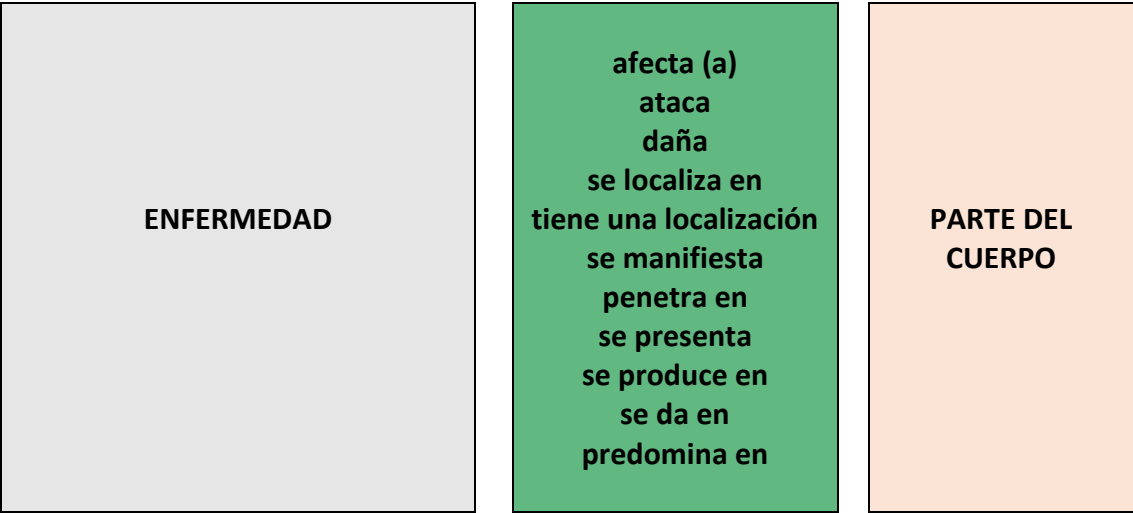 ENFERMEDAD
afecta (a)
ataca
daña
se localiza en
tiene una localización
se manifiesta
penetra en
se presenta
se produce en
se da en
predomina en
PARTE DEL
CUERPO